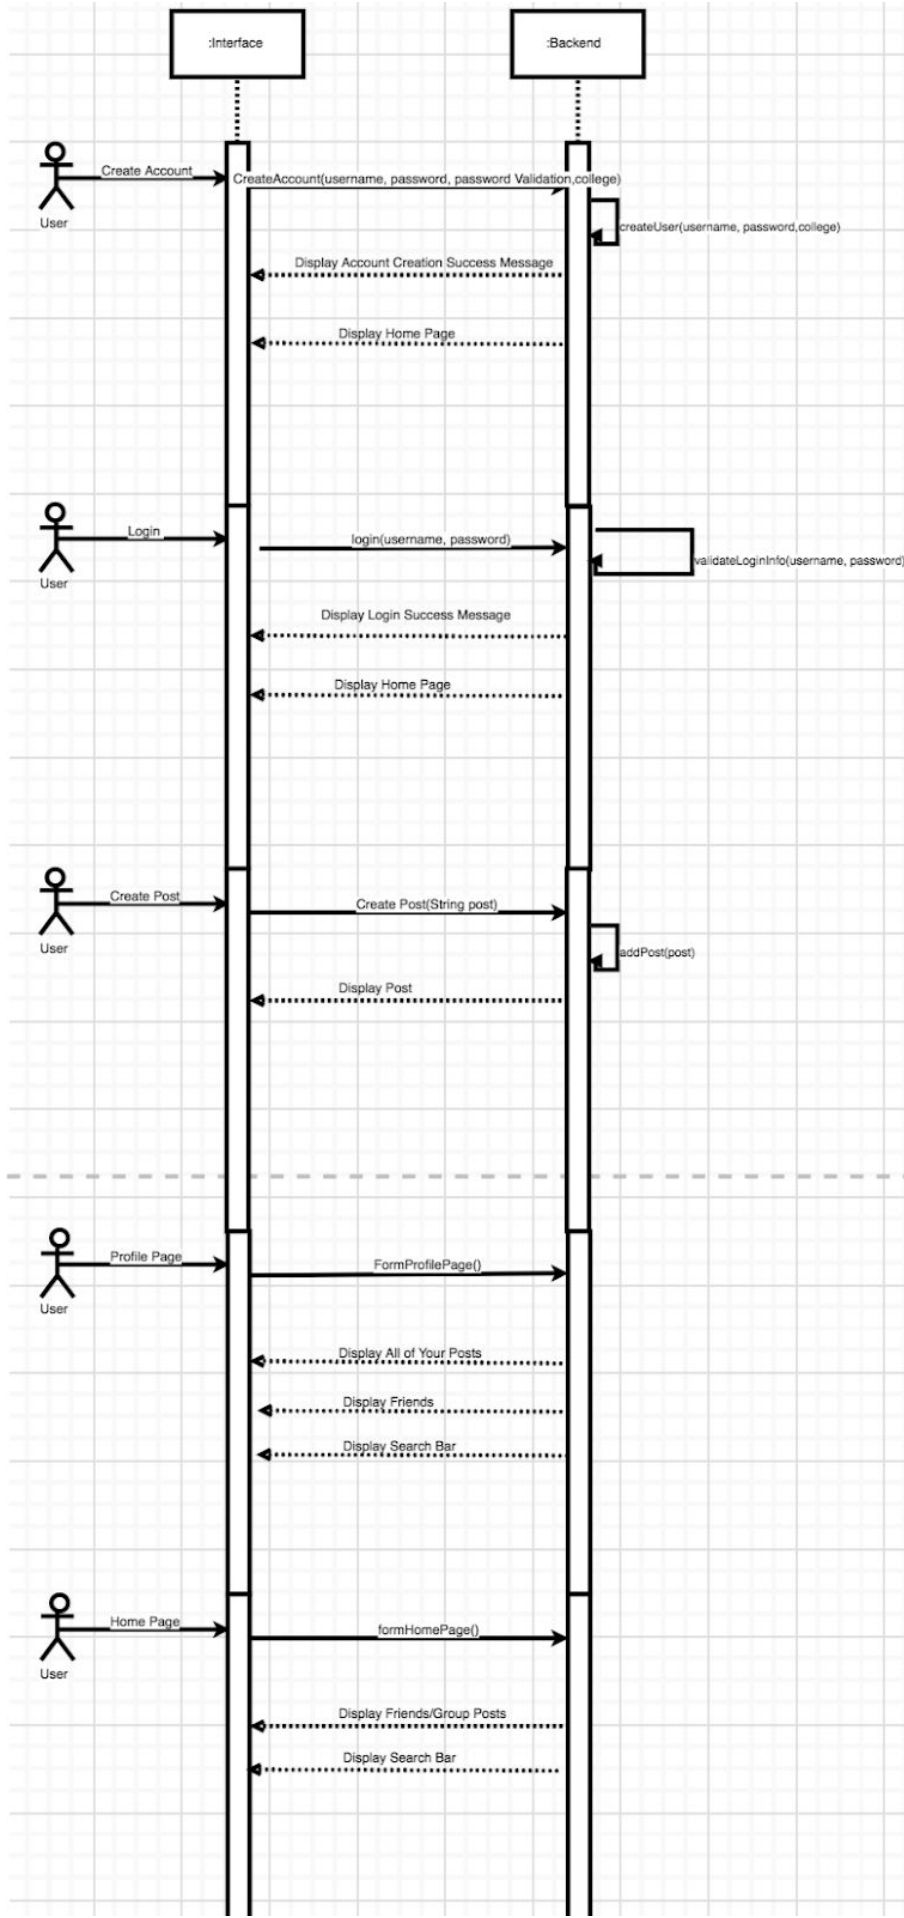 :Interface
:Backend
Create Account
CreateAccount(username, password, password Validation,college)
User
createUser(username, password,college)
Display Account Creation Success Message
Display Home Page
Login
login(username, password)
validateLoginInfo(username, password)
User
Display Login Success Message
Display Home Page
Create Post
Create Post(String post)
User
addPost(post)
Display Post
Profile Page
FormProfilePage()
User
Display All of Your Posts
Display Friends
Display Search Bar
Home Page
formHomePage()
User
Display Friends/Group Posts
Display Search Bar